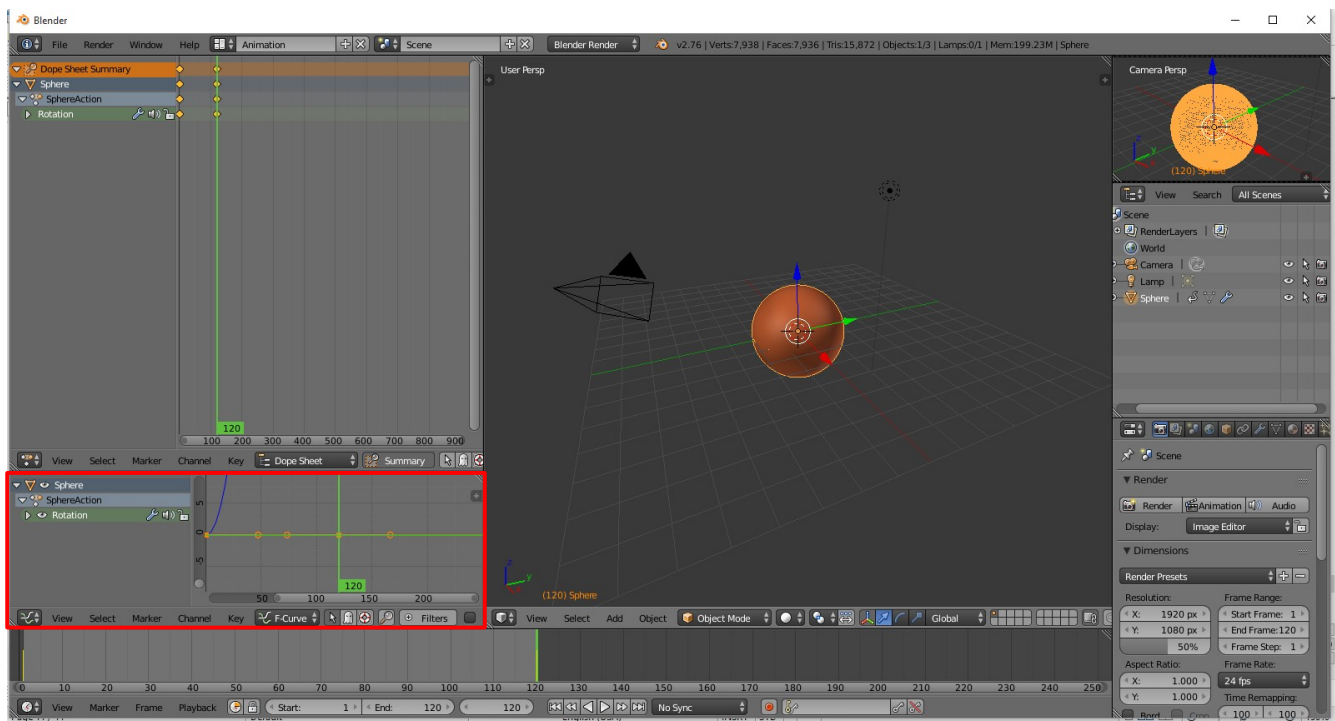 Blender
File Render Window Help Animation Scene Blender Render v2.76 | Verts:7,938 | Faces:7,936 | Tris:15,872 | Objects:1/3 | Lamps:0/1 | Mem:199.23M | Sphere
Dope Sheet Summary
Sphere
SphereAction
Rotation
120
100 200 300 400 500 600 700 800 900
View Select Marker Channel Key Dope Sheet Summary
Sphere
SphereAction
Rotation
5
0
-5
120
50 100 150 200
View Select Marker Channel Key F-Curve Filters
User Persp
z
y
(120) Sphere
View Select Add Object Object Mode Global
Camera Persp
z
y
(120) Sphere
View Search All Scenes
Scene
RenderLayers |
World
Camera |
Lamp |
Sphere |
Scene
Render
Render Animation Audio
Display: Image Editor
Dimensions
Render Presets
Resolution: Frame Range:
X: 1920 px Start Frame: 1
Y: 1080 px End Frame:120
50% Frame Step: 1
Aspect Ratio: Frame Rate:
X: 1.000 24 fps
Y: 1.000 Time Remapping:
Bord Crop 100 100
0 10 20 30 40 50 60 70 80 90 100 110 120 130 140 150 160 170 180 190 200 210 220 230 240 250
View Marker Frame Playback Start: 1 End: 120 120 No Sync